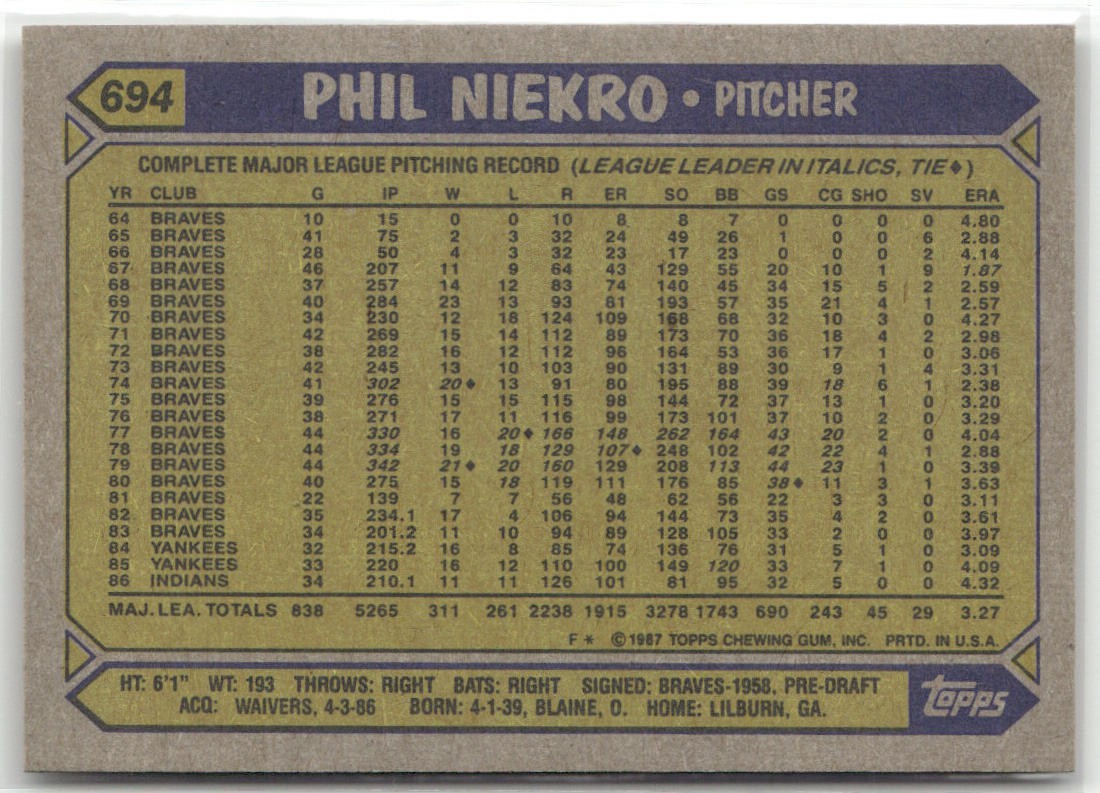 694 PHIL NIEKRO • PITCHER
COMPLETE MAJOR LEAGUE PITCHING RECORD (LEAGUE LEADER IN ITALICS, TIE♦)
YR CLUB G IP W L R ER SO BB GS CG SHO SV ERA
64 BRAVES 10 15 0 0 10 8 8 7 0 0 0 0 4.80
65 BRAVES 41 75 2 3 32 24 49 26 1 0 0 6 2.88
66 BRAVES 28 50 4 3 32 23 17 23 0 0 0 2 4.14
67 BRAVES 46 207 11 9 64 43 129 55 20 10 1 9 1.87
68 BRAVES 37 257 14 12 83 74 140 45 34 15 5 2 2.59
69 BRAVES 40 284 23 13 93 81 193 57 35 21 4 1 2.57
70 BRAVES 34 230 12 18 124 109 168 68 32 10 3 0 4.27
71 BRAVES 42 269 15 14 112 89 173 70 36 18 4 2 2.98
72 BRAVES 38 282 16 12 112 96 164 53 36 17 1 0 3.06
73 BRAVES 42 245 13 10 103 90 131 89 30 9 1 4 3.31
74 BRAVES 41 302 20♦ 13 91 80 195 88 39 18 6 1 2.38
75 BRAVES 39 276 15 15 115 98 144 72 37 13 1 0 3.20
76 BRAVES 38 271 17 11 116 99 173 101 37 10 2 0 3.29
77 BRAVES 44 330 16 20♦ 166 148 262 164 43 20 2 0 4.04
78 BRAVES 44 334 19 18 129 107♦ 248 102 42 22 4 1 2.88
79 BRAVES 44 342 21♦ 20 160 129 208 113 44 23 1 0 3.39
80 BRAVES 40 275 15 18 119 111 176 85 38♦ 11 3 1 3.63
81 BRAVES 22 139 7 7 56 48 62 56 22 3 3 0 3.11
82 BRAVES 35 234.1 17 4 106 94 144 73 35 4 2 0 3.61
83 BRAVES 34 201.2 11 10 94 89 128 105 33 2 0 0 3.97
84 YANKEES 32 215.2 16 8 85 74 136 76 31 5 1 0 3.09
85 YANKEES 33 220 16 12 110 100 149 120 33 7 1 0 4.09
86 INDIANS 34 210.1 11 11 126 101 81 95 32 5 0 0 4.32
MAJ. LEA. TOTALS 838 5265 311 261 2238 1915 3278 1743 690 243 45 29 3.27
F * ©1987 TOPPS CHEWING GUM, INC. PRTD. IN U.S.A.
HT: 6'1" WT: 193 THROWS: RIGHT BATS: RIGHT SIGNED: BRAVES-1958, PRE-DRAFT
ACQ: WAIVERS, 4-3-86 BORN: 4-1-39, BLAINE, O. HOME: LILBURN, GA.
topps